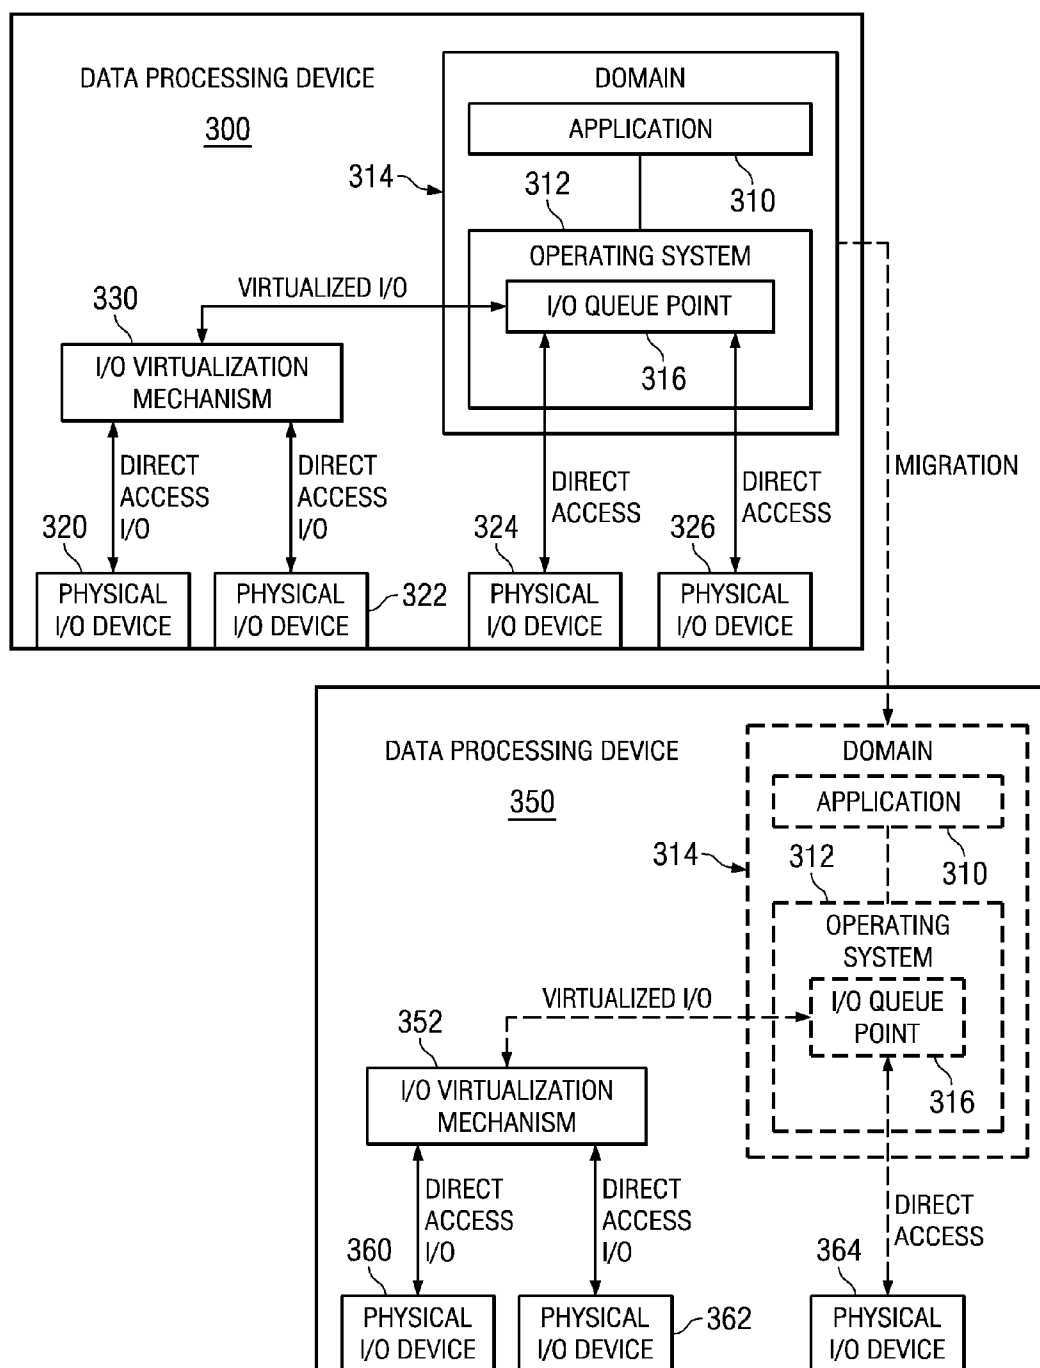 DATA PROCESSING DEVICE
300
DOMAIN
APPLICATION
314
312
310
OPERATING SYSTEM
VIRTUALIZED I/O
I/O QUEUE POINT
330
316
I/O VIRTUALIZATION
MECHANISM
MIGRATION
DIRECT
ACCESS
I/O
DIRECT
ACCESS
I/O
DIRECT
ACCESS
DIRECT
ACCESS
320
324
326
PHYSICAL
I/O DEVICE
PHYSICAL
I/O DEVICE
322
PHYSICAL
I/O DEVICE
PHYSICAL
I/O DEVICE
DATA PROCESSING DEVICE
350
DOMAIN
APPLICATION
314
312
310
OPERATING
SYSTEM
VIRTUALIZED I/O
I/O QUEUE
POINT
352
316
I/O VIRTUALIZATION
MECHANISM
DIRECT
ACCESS
I/O
DIRECT
ACCESS
I/O
DIRECT
ACCESS
360
364
PHYSICAL
I/O DEVICE
PHYSICAL
I/O DEVICE
362
PHYSICAL
I/O DEVICE